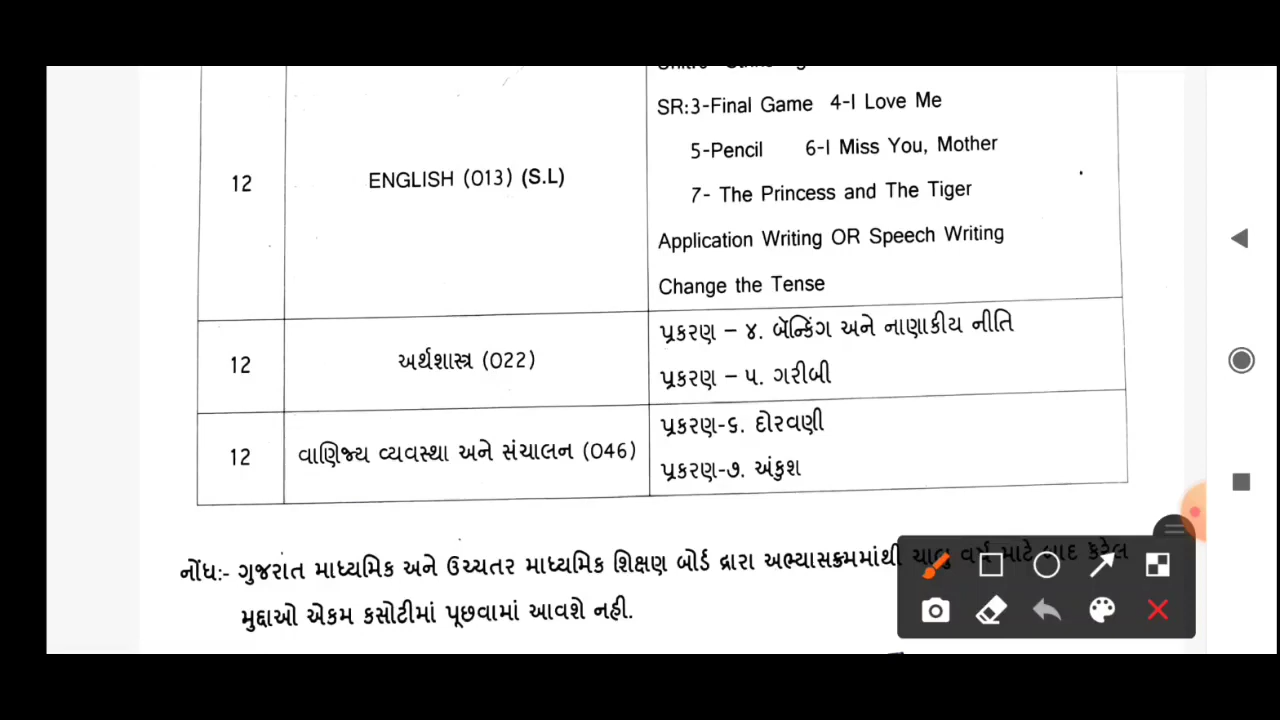 SR:3-Final Game 4-I Love Me
5-Pencil 6-I Miss You, Mother
12 ENGLISH (013) (S.L)
7- The Princess and The Tiger
Application Writing OR Speech Writing
Change the Tense
12 અર્થશાસ્ત્ર (022) પ્રકરણ – ૪. બૅન્કિંગ અને નાણાકીય નીતિ
પ્રકરણ – ૫. ગરીબી
12 વાણિજ્ય વ્યવસ્થા અને સંચાલન (046) પ્રકરણ-૬. દોરવણી
પ્રકરણ-૭. અંકુશ
નોંધઃ- ગુજરાત માધ્યમિક અને ઉચ્ચતર માધ્યમિક શિક્ષણ બોર્ડ દ્રારા અભ્યાસક્રમમાંથી ચાલુ વર્ષ માટે બાદ કરેલ
મુદ્દાઓ એકમ કસોટીમાં પૂછવામાં આવશે નહી.